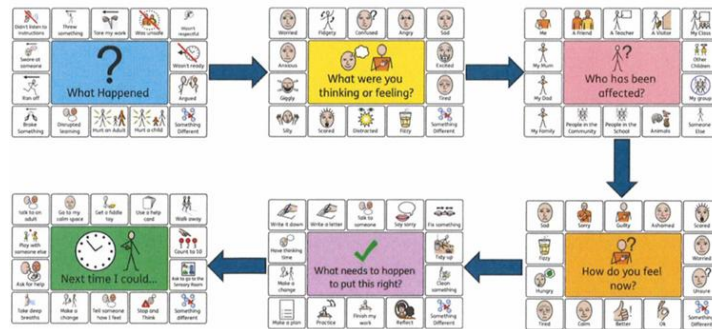 Didn't listen to instructions
Threw something
Tore my work
Was unsafe
Wasn't respectful
Swore at someone
What Happened
Wasn't ready
Ran off
Argued
Broke Something
Disrupted learning
Hurt an Adult
Hurt a child
Something Different
Worried
Fidgety
Confused
Angry
Sad
Anxious
What were you
thinking or feeling?
Excited
Giggly
Tired
Silly
Scared
Distracted
Fizzy
Something Different
Me
A Friend
A Teacher
A Visitor
My Class
My Mum
Who has been
affected?
Other Children
My Dad
My group
My Family
People in the Community
People in the School
Animals
Someone Else
Sad
Sorry
Guilty
Ashamed
Scared
Fizzy
How do you feel
now?
Worried
Hungry
Unsure
Tired
Calm
Better
Ok
Something different
Write it down
Write a letter
Talk to someone
Say sorry
Fix something
Have thinking time
What needs to happen
to put this right?
Tidy up
Make a change
Clean something
Make a plan
Practice
Finish my work
Reflect
Something Different
Talk to an adult
Go to my calm space
Get a fiddle toy
Use a help card
Walk away
Play with someone else
Next time I could...
Count to 10
Ask for help
Ask to go to the Sensory Room
Take deep breaths
Make a change
Tell someone how I feel
Stop and Think
Something different